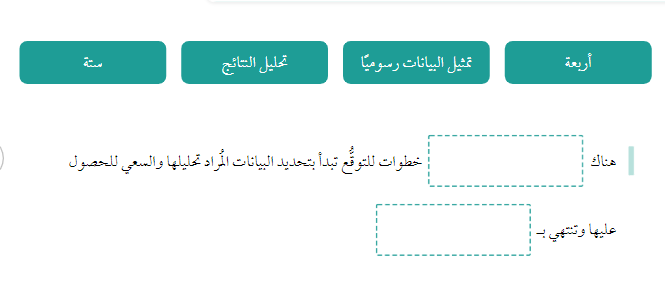 أربعة
تمثيل البيانات رسوميًا
تحليل النتائج
ستة
هناك خطوات للتوقُّع تبدأ بتحديد البيانات المُراد تحليلها والسعي للحصول
عليها وتنتهي بـ